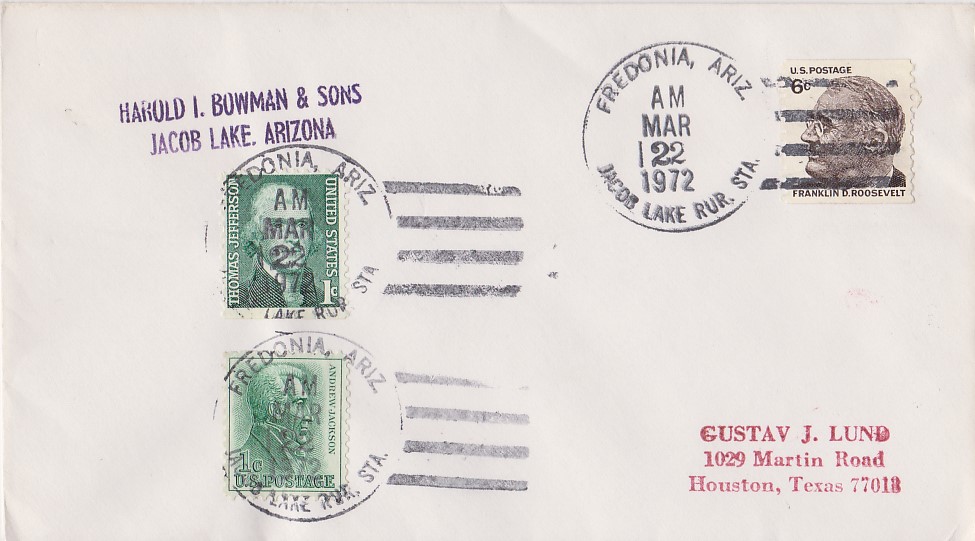 HAROLD I. BOWMAN & SONS
JACOB LAKE, ARIZONA
FREDONIA, ARIZ.
AM
MAR
22
1972
JACOB LAKE RUR. STA.
U.S. POSTAGE
6c
FRANKLIN D. ROOSEVELT
FREDONIA, ARIZ
AM
MAR
22
LAKE RUR. STA
THOMAS JEFFERSON
UNITED STATES
1c
FREDONIA, ARIZ.
AM
MAR
22
LAKE RUR. STA.
ANDREW JACKSON
1c
U.S. POSTAGE
GUSTAV J. LUND
1029 Martin Road
Houston, Texas 77018